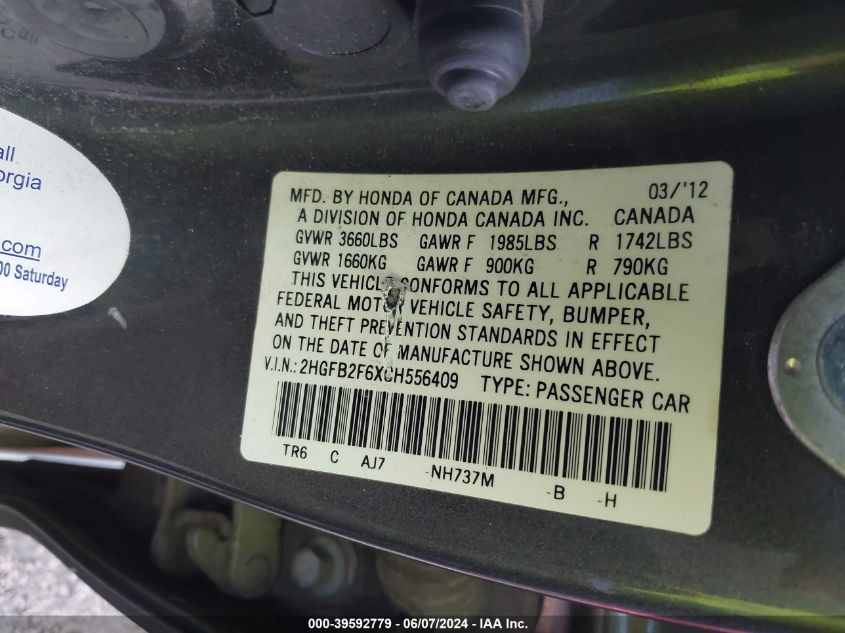 all
orgia
.com
00 Saturday
MFD. BY HONDA OF CANADA MFG., 03/'12
A DIVISION OF HONDA CANADA INC. CANADA
GVWR 3660LBS GAWR F 1985LBS R 1742LBS
GVWR 1660KG GAWR F 900KG R 790KG
THIS VEHICLE CONFORMS TO ALL APPLICABLE
FEDERAL MOTOR VEHICLE SAFETY, BUMPER,
AND THEFT PREVENTION STANDARDS IN EFFECT
ON THE DATE OF MANUFACTURE SHOWN ABOVE.
V.I.N.: 2HGFB2F6XCH556409 TYPE: PASSENGER CAR
TR6 C AJ7 -NH737M -B -H
000-39592779 - 06/07/2024 - IAA Inc.